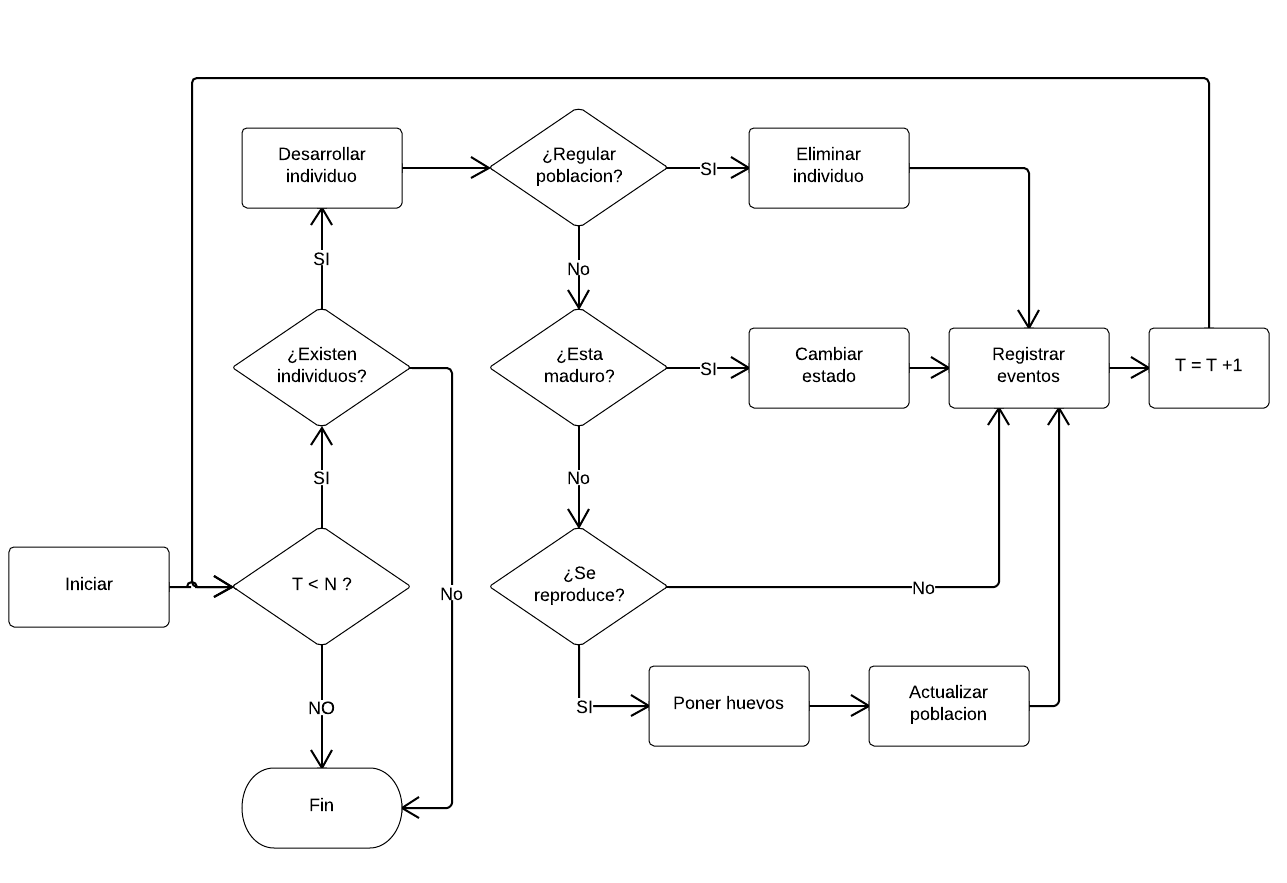 Desarrollar
individuo
¿Regular
poblacion?
SI
Eliminar
individuo
SI
No
¿Existen
individuos?
¿Esta
maduro?
SI
Cambiar
estado
Registrar
eventos
T = T +1
SI
No
Iniciar
T < N ?
No
¿Se
reproduce?
No
NO
SI
Poner huevos
Actualizar
poblacion
Fin